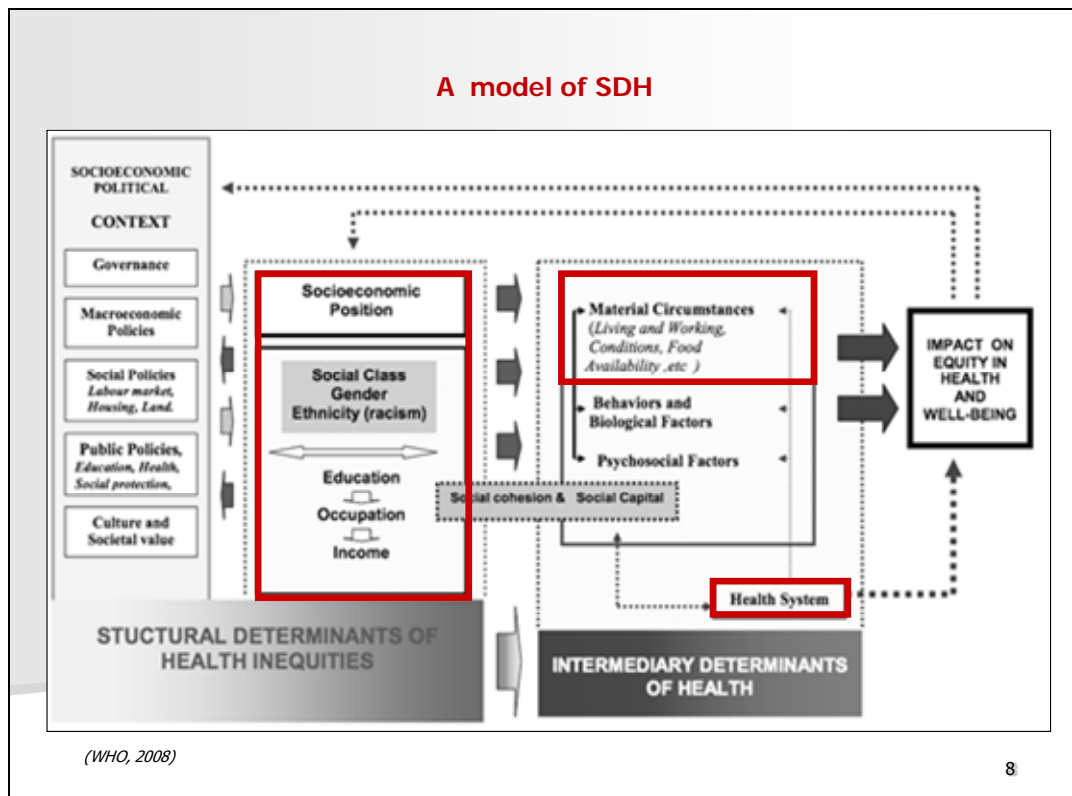 A model of SDH
SOCIOECONOMIC
POLITICAL
CONTEXT
Governance
Macroeconomic
Policies
Social Policies
Labour market,
Housing, Land.
Public Policies,
Education, Health,
Social protection,
Culture and
Societal value
Socioeconomic
Position
Social Class
Gender
Ethnicity (racism)
Education
Occupation
Income
Social cohesion & Social Capital
Material Circumstances
(Living and Working,
Conditions, Food
Availability ,etc )
Behaviors and
Biological Factors
Psychosocial Factors
Health System
IMPACT ON
EQUITY IN
HEALTH
AND
WELL-BEING
STUCTURAL DETERMINANTS OF
HEALTH INEQUITIES
INTERMEDIARY DETERMINANTS
OF HEALTH
(WHO, 2008)
8